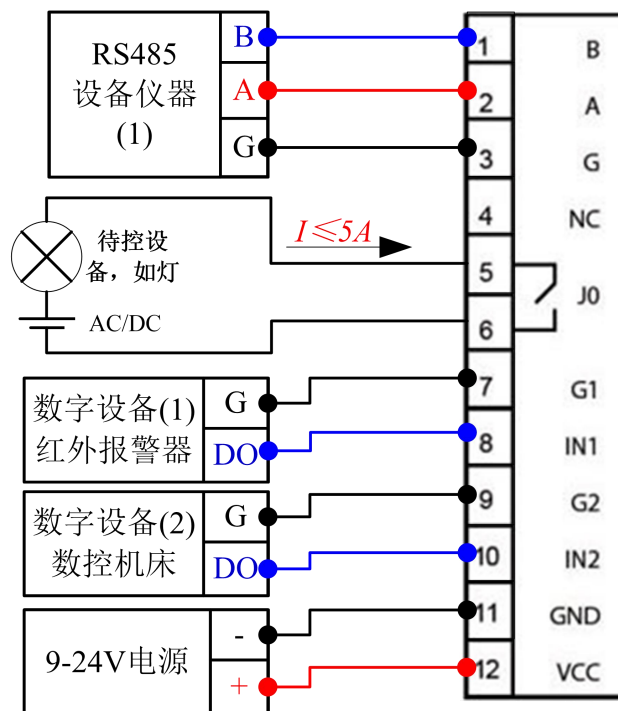 RS485
设备仪器
(1)
B
A
G
1
B
2
A
3
G
4
NC
待控设
备，如灯
I≤5A
AC/DC
5
6
J0
数字设备(1)
红外报警器
G
DO
7
G1
8
IN1
数字设备(2)
数控机床
G
DO
9
G2
10
IN2
9-24V电源
-
+
11
GND
12
VCC